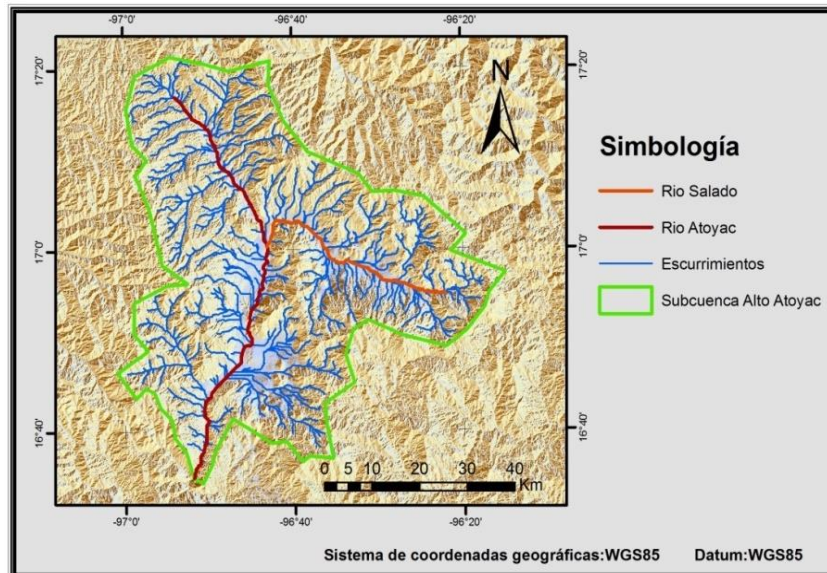 -97°0' -96°40' -96°20'
17°20' 17°20'
N
Simbología
Rio Salado
Rio Atoyac
17°0' 17°0'
Escurrimientos
Subcuenca Alto Atoyac
16°40' 16°40'
0 5 10 20 30 40
Km
-97°0' -96°40' -96°20'
Sistema de coordenadas geográficas:WGS85 Datum:WGS85